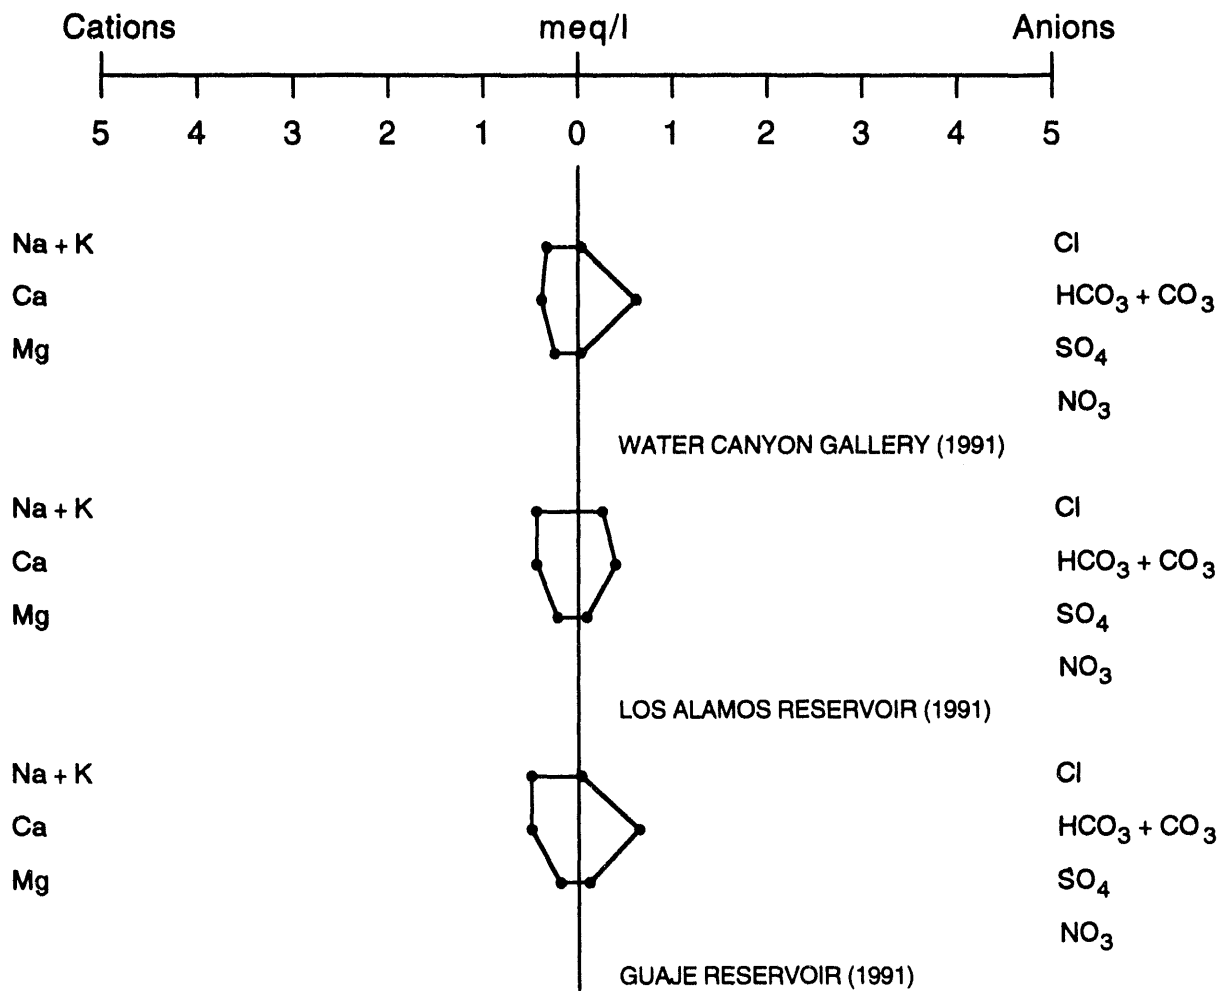 Cations meq/l Anions
5 4 3 2 1 0 1 2 3 4 5
Na + K Cl
Ca HCO3 + CO3
Mg SO4
NO3
WATER CANYON GALLERY (1991)
Na + K Cl
Ca HCO3 + CO3
Mg SO4
NO3
LOS ALAMOS RESERVOIR (1991)
Na + K Cl
Ca HCO3 + CO3
Mg SO4
NO3
GUAJE RESERVOIR (1991)